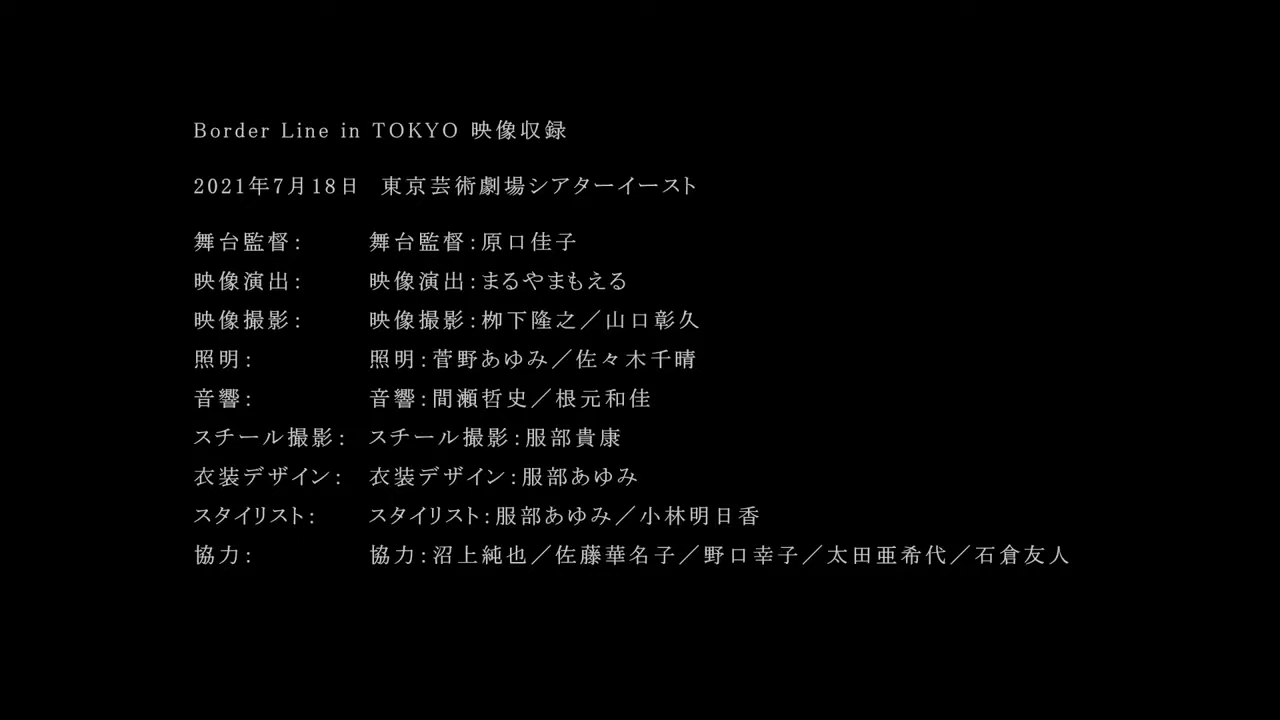 Border Line in TOKYO 映像収録
2021年7月18日 東京芸術劇場シアターイースト
舞台監督: 舞台監督:原口佳子
映像演出: 映像演出:まるやまもえる
映像撮影: 映像撮影:栁下隆之／山口彰久
照明: 照明:菅野あゆみ／佐々木千晴
音響: 音響:間瀬哲史／根元和佳
スチール撮影: スチール撮影:服部貴康
衣装デザイン: 衣装デザイン:服部あゆみ
スタイリスト: スタイリスト:服部あゆみ／小林明日香
協力: 協力:沼上純也／佐藤華名子／野口幸子／太田亜希代／石倉友人